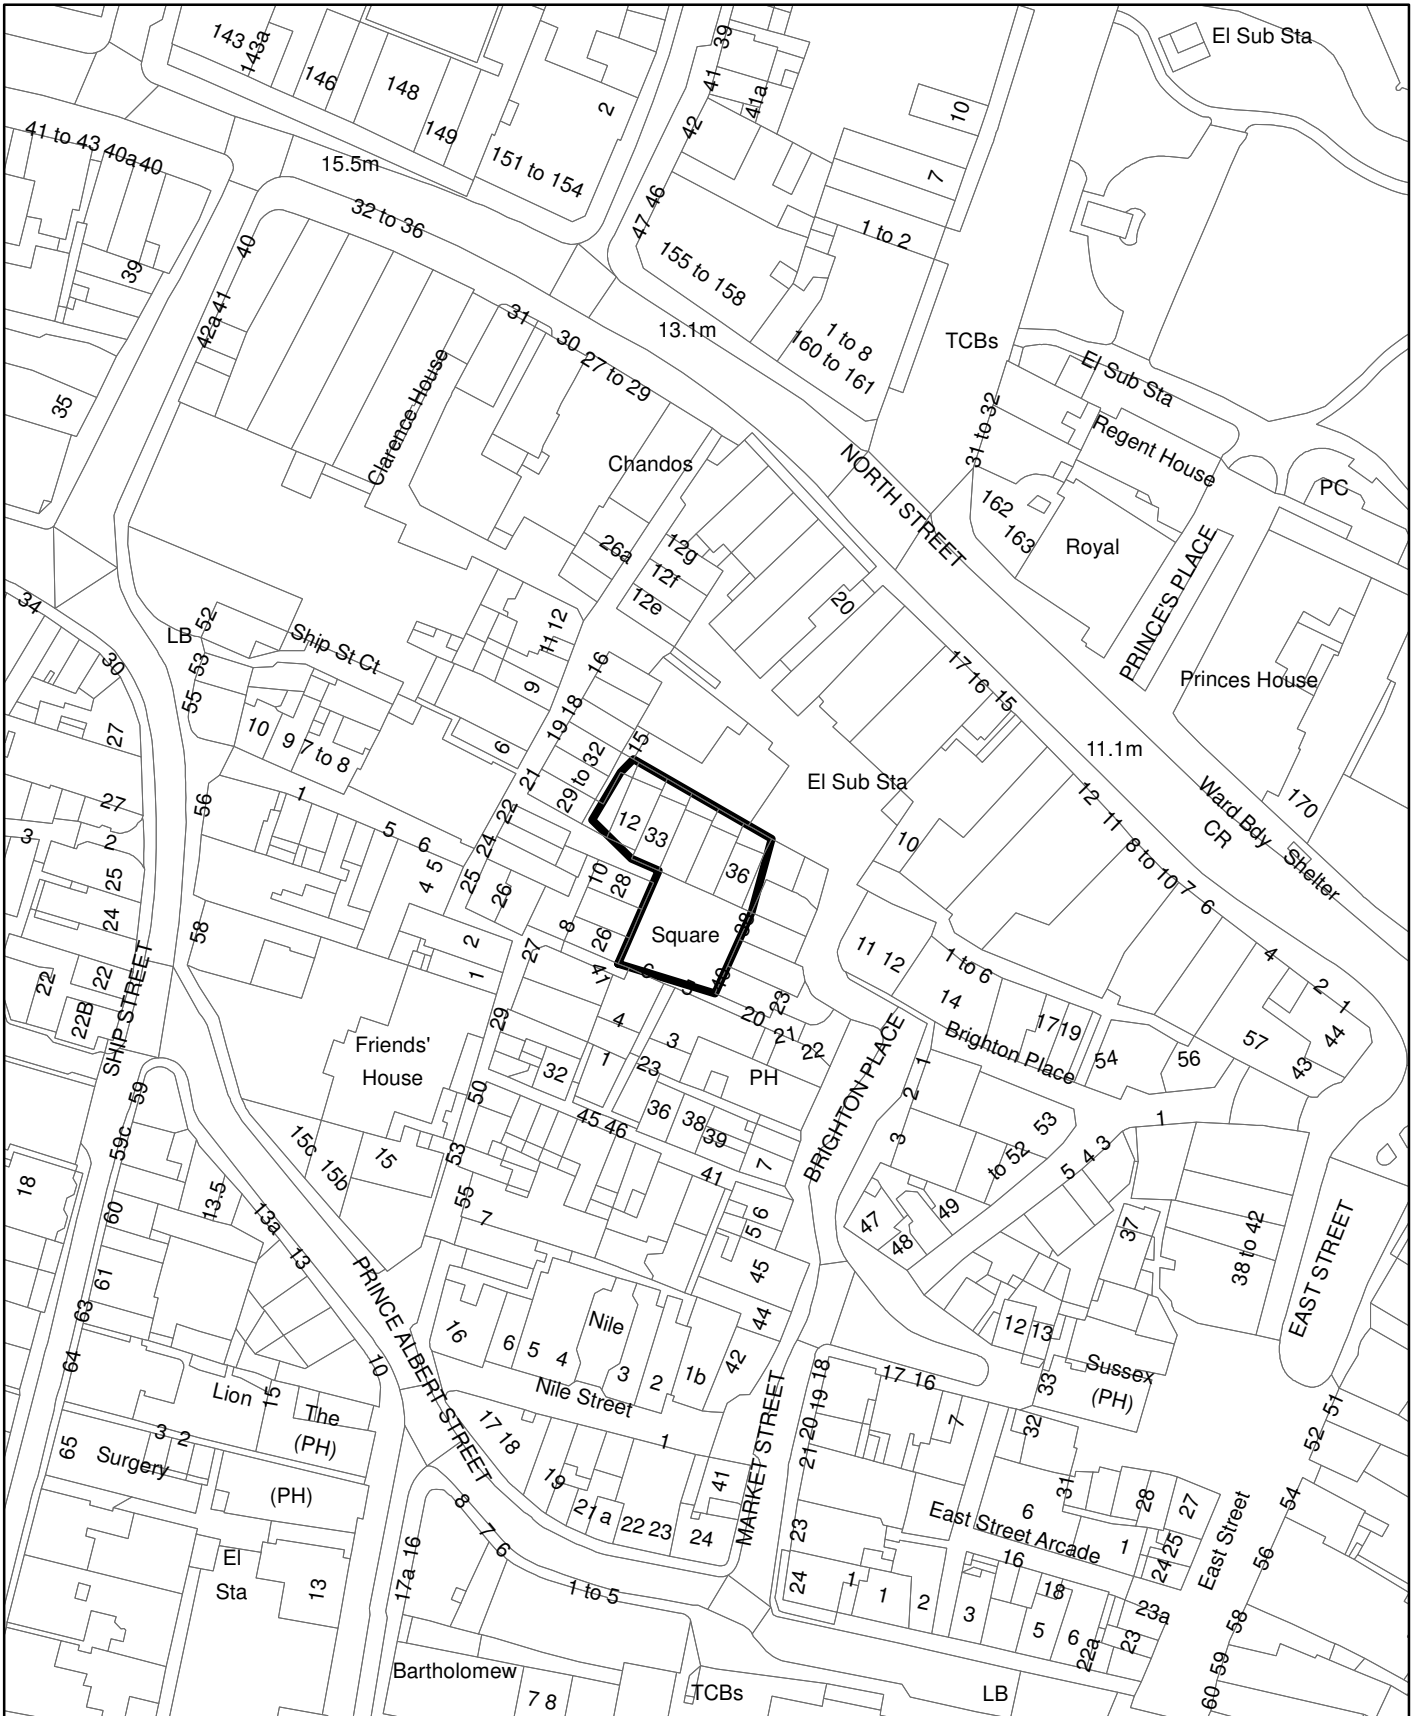 El Sub Sta
143
143a
146
148
149
2
151 to 154
39
41
41a
42
10
7
1 to 2
41 to 43 40a 40
15.5m
32 to 36
46
47
155 to 158
39
40
42a 41
35
31
30
27 to 29
13.1m
1 to 8
160 to 161
TCBs
El Sub Sta
Clarence House
Chandos
31 to 32
Regent House
PC
NORTH STREET
162
163
Royal
PRINCE'S PLACE
26a
12g
12f
12e
20
34
30
27
LB
52
53
55
Ship St Ct
11 12
9
16
19 18
17 16 15
Princes House
10
9
7 to 8
6
15
29 to 32
21
22
El Sub Sta
11.1m
170
Ward Bdy
CR
Shelter
27
3
2
25
24
56
1
5
6
4 5
24
25
26
12
33
36
10
28
8
26
Square
38
10
12
11
8 to 10
7
6
4
2
1
44
43
57
22
22
22B
SHIP STREET
58
2
1
27
41
6
5
19
20
23
21
22
11 12
1 to 6
14
17 19
54
56
Brighton Place
Friends'
House
29
32
4
1
3
23
PH
36
38
39
45 46
41
7
BRIGHTON PLACE
1
2
3
53
to 52
5 4 3
1
59
59c
50
53
55
15c
15b
15
18
60
61
63
64
13.5
13a
13
7
6
5
45
44
47
48
49
37
38 to 42
EAST STREET
PRINCE ALBERT STREET
16
6
5
4
Nile
3
2
1b
42
Nile Street
10
Lion
15
The
(PH)
3 2
65
Surgery
(PH)
17 18
19
21a
22 23
24
41
1
MARKET STREET
21 20 19 18
17 16
7
12 13
33
Sussex
(PH)
32
31
28
27
25
24
6
1
East Street Arcade
52 51
54
56
58
60 59
East Street
8
7
6
1 to 5
El
Sta
13
17a 16
23
24
1
1
2
3
16
18
5
6
22a
23
23a
Bartholomew
7 8
TCBs
LB